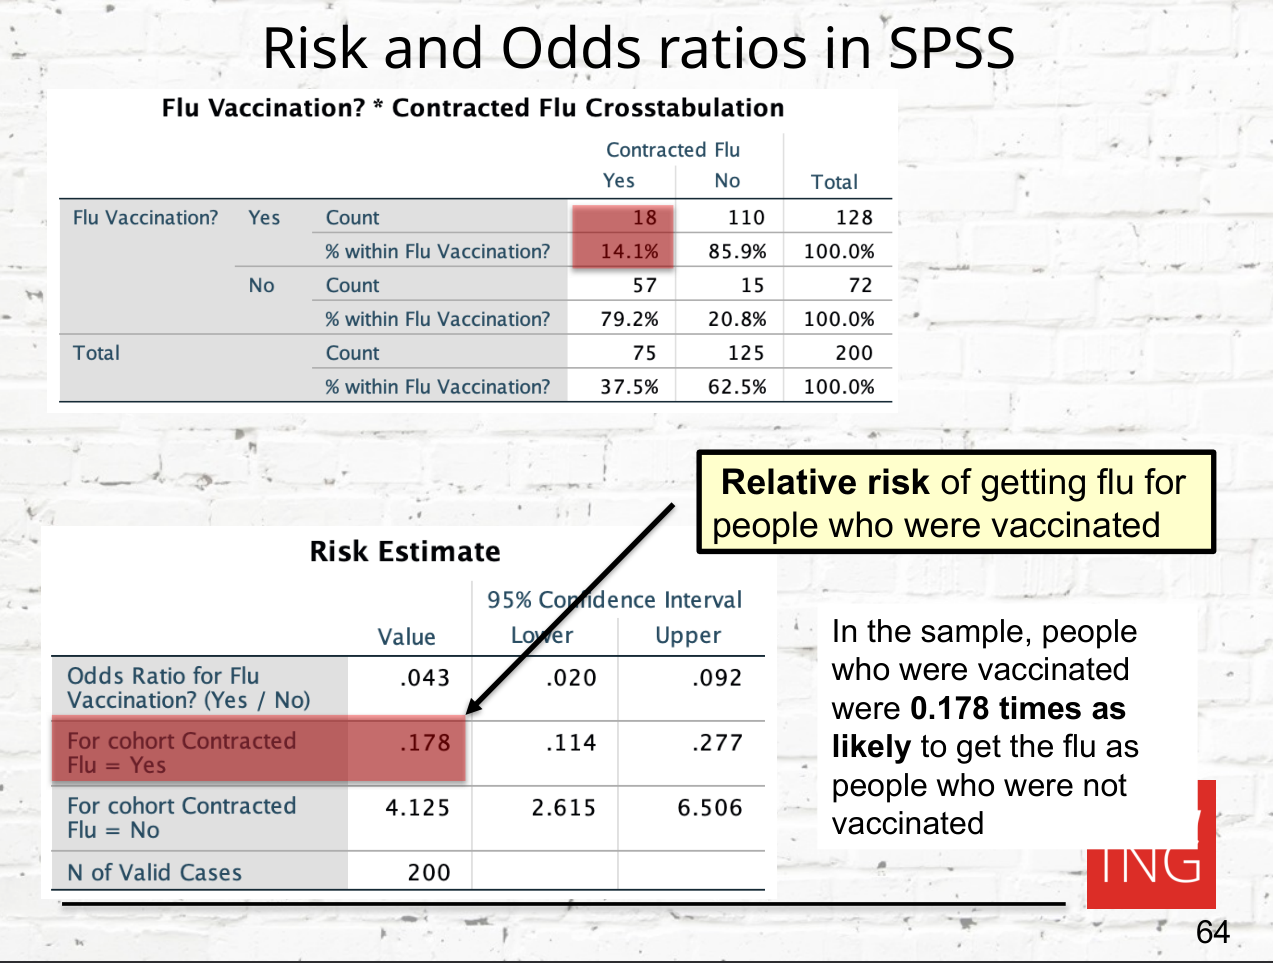 Risk and Odds ratios in SPSS
Flu Vaccination? * Contracted Flu Crosstabulation
Contracted Flu
Yes No Total
Flu Vaccination? Yes Count 18 110 128
% within Flu Vaccination? 14.1% 85.9% 100.0%
No Count 57 15 72
% within Flu Vaccination? 79.2% 20.8% 100.0%
Total Count 75 125 200
% within Flu Vaccination? 37.5% 62.5% 100.0%
Relative risk of getting flu for
people who were vaccinated
Risk Estimate
95% Confidence Interval
Value Lower Upper
Odds Ratio for Flu
Vaccination? (Yes / No) .043 .020 .092
For cohort Contracted
Flu = Yes .178 .114 .277
For cohort Contracted
Flu = No 4.125 2.615 6.506
N of Valid Cases 200
In the sample, people
who were vaccinated
were 0.178 times as
likely to get the flu as
people who were not
vaccinated
ING
64